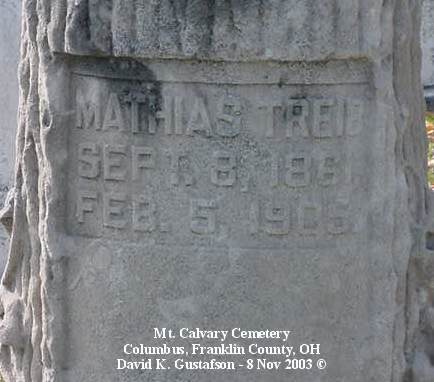 MATHIAS TREID
SEPT. 8, 1861.
FEB. 5, 1905.
Mt. Calvary Cemetery
Columbus, Franklin County, OH
David K. Gustafson - 8 Nov 2003 ©